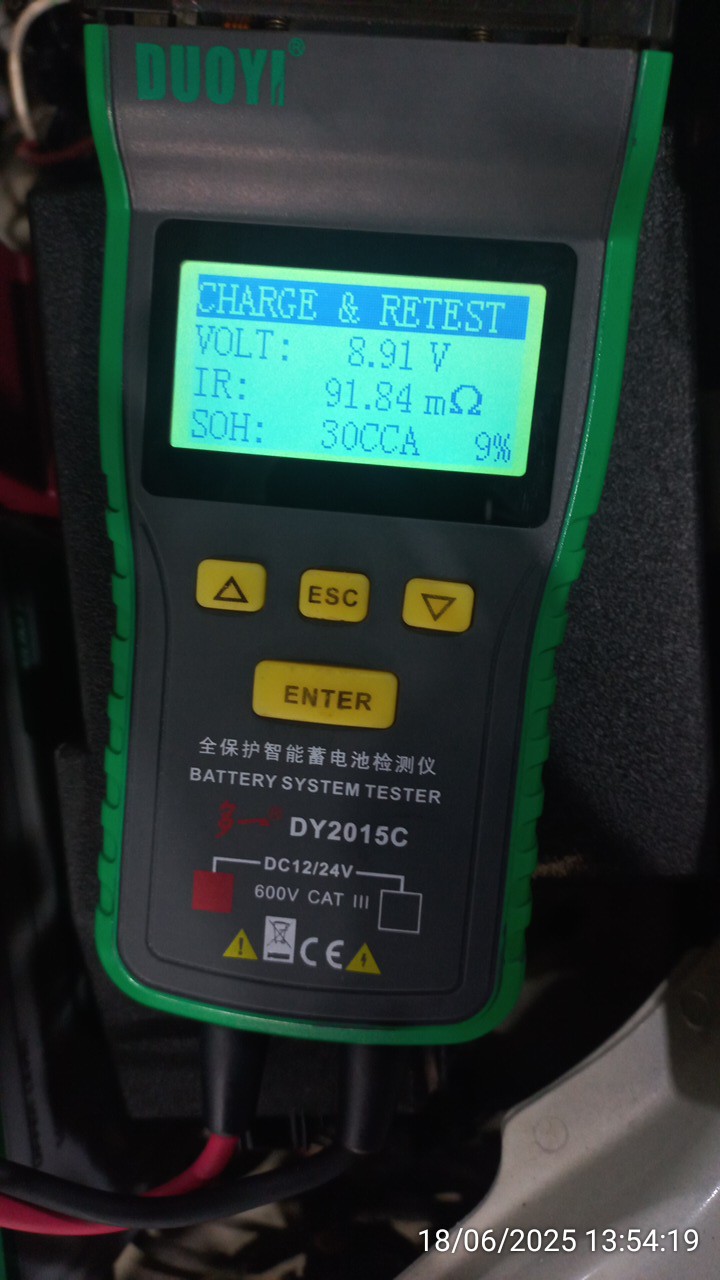 DUOYI®
CHARGE & RETEST
VOLT: 8.91 V
IR: 91.84 mΩ
SOH: 30CCA 9%
ESC
ENTER
全保护智能蓄电池检测仪
BATTERY SYSTEM TESTER
DY2015C
DC12/24V
600V CAT III
CE
18/06/2025 13:54:19